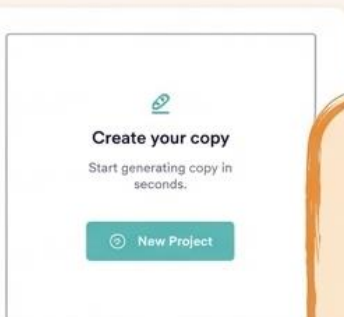 Create your copy
Start generating copy in
seconds.
New Project